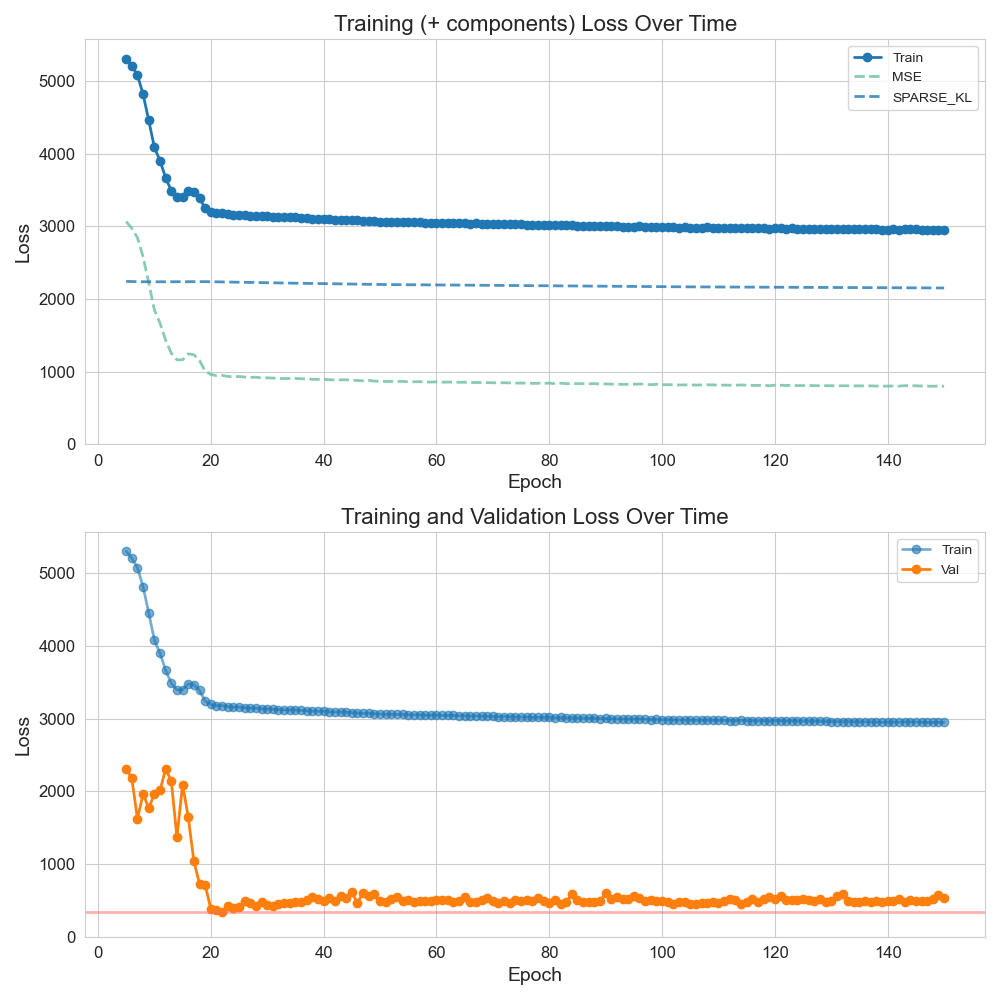 Training (+ components) Loss Over Time
Train
MSE
SPARSE_KL
5000
4000
3000
2000
1000
0
Loss
0 20 40 60 80 100 120 140
Epoch
Training and Validation Loss Over Time
Train
Val
5000
4000
3000
2000
1000
0
Loss
0 20 40 60 80 100 120 140
Epoch